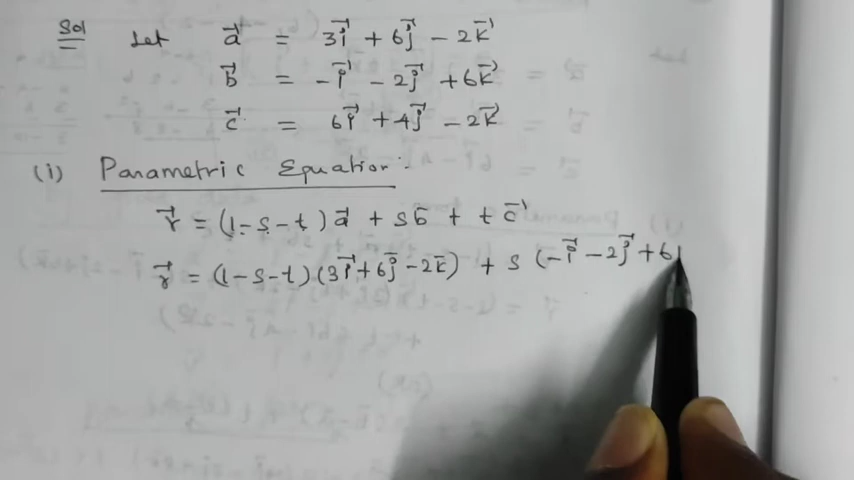 Sol Let a⃗ = 3i⃗ + 6j⃗ - 2k⃗
b⃗ = -i⃗ - 2j⃗ + 6k⃗
c⃗ = 6i⃗ + 4j⃗ - 2k⃗
(i) Parametric Equation:
r⃗ = (1-s-t) a⃗ + sb̄ + t c⃗
r⃗ = (1-s-t) (3i⃗ + 6j̄ - 2k̄) + s (-i⃗ - 2j⃗ + 6